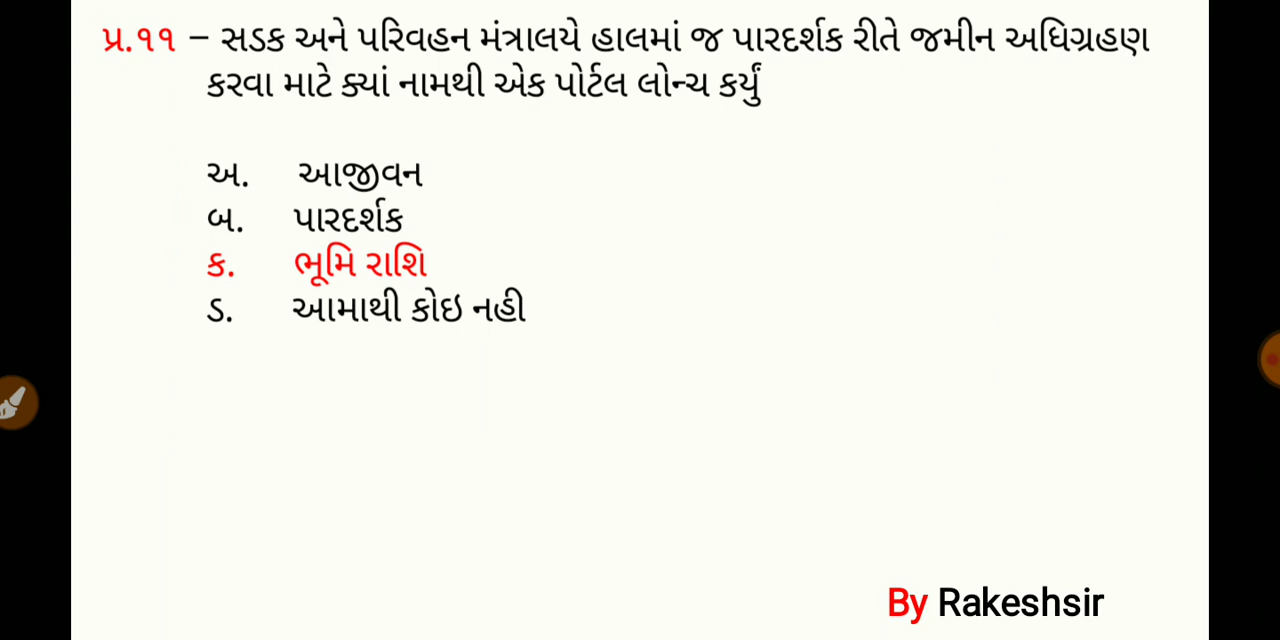 પ્ર.૧૧ – સડક અને પરિવહન મંત્રાલયે હાલમાં જ પારદર્શક રીતે જમીન અધિગ્રહણ
કરવા માટે ક્યાં નામથી એક પોર્ટલ લોન્ચ કર્યું
અ. આજીવન
બ. પારદર્શક
ક. ભૂમિ રાશિ
ડ. આમાથી કોઇ નહી
By Rakeshsir